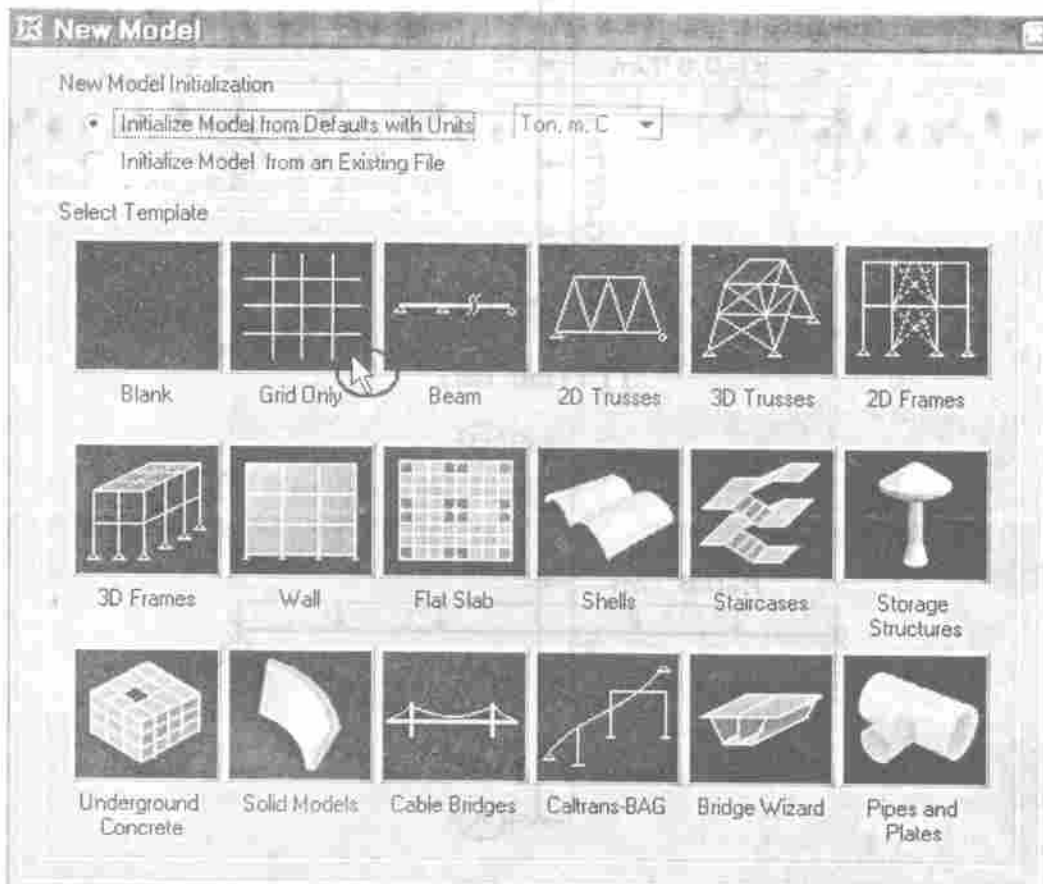 New Model
New Model Initialization
Initialize Model from Defaults with Units
Ton, m, C
Initialize Model from an Existing File
Select Template
Blank
Grid Only
Beam
2D Trusses
3D Trusses
2D Frames
3D Frames
Wall
Flat Slab
Shells
Staircases
Storage
Structures
Underground
Concrete
Solid Models
Cable Bridges
Caltrans-BAG
Bridge Wizard
Pipes and
Plates